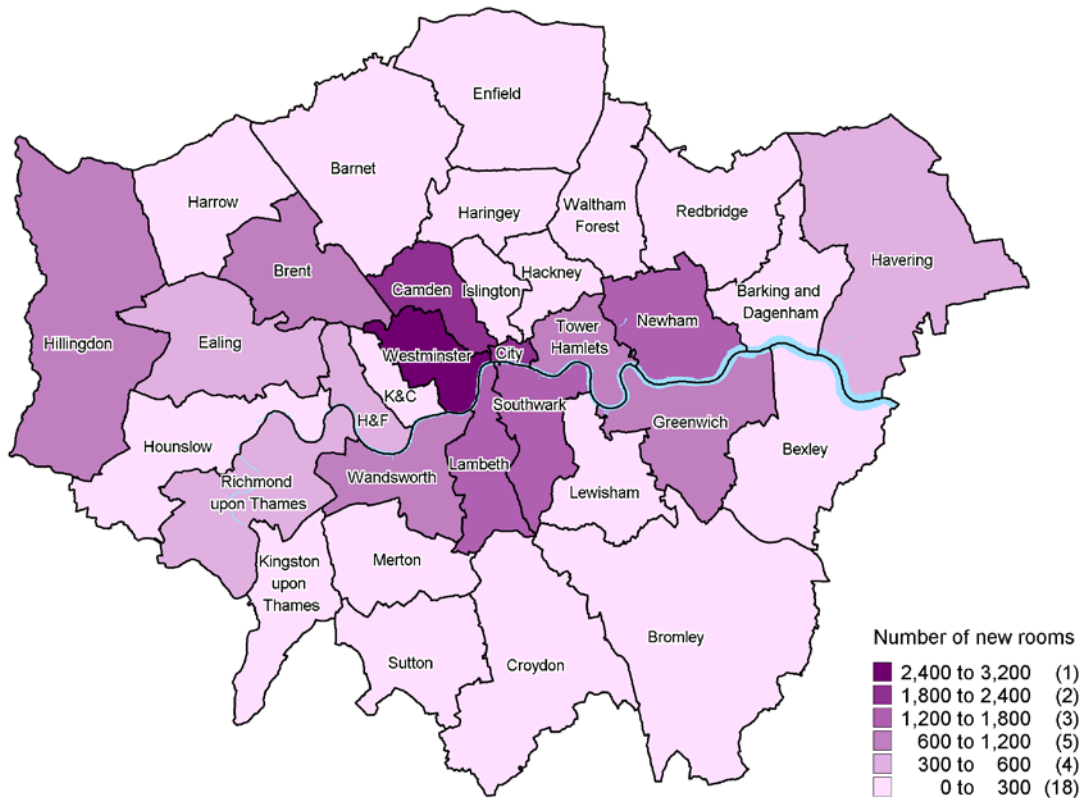 Enfield
Barnet
Harrow
Haringey
Waltham
Forest
Redbridge
Havering
Brent
Camden
Islington
Hackney
Barking and
Dagenham
Hillingdon
Ealing
Westminster
City
Tower
Hamlets
Newham
K&C
H&F
Southwark
Greenwich
Hounslow
Bexley
Richmond
upon Thames
Wandsworth
Lambeth
Lewisham
Kingston
upon
Thames
Merton
Sutton
Croydon
Bromley
Number of new rooms
2,400 to 3,200 (1)
1,800 to 2,400 (2)
1,200 to 1,800 (3)
600 to 1,200 (5)
300 to 600 (4)
0 to 300 (18)